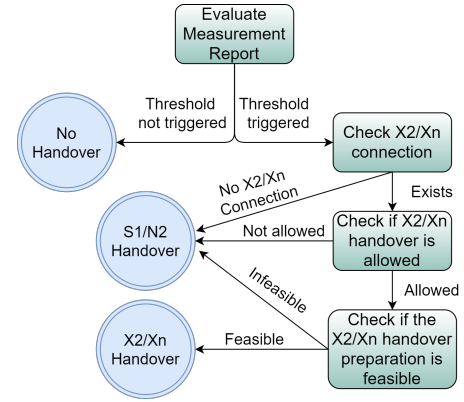 Evaluate
Measurement
Report
Threshold
not triggered
Threshold
triggered
No
Handover
Check X2/Xn
connection
No X2/Xn
Connection
Exists
S1/N2
Handover
Not allowed
Check if X2/Xn
handover is
allowed
Infeasible
Allowed
X2/Xn
Handover
Feasible
Check if the
X2/Xn handover
preparation is
feasible